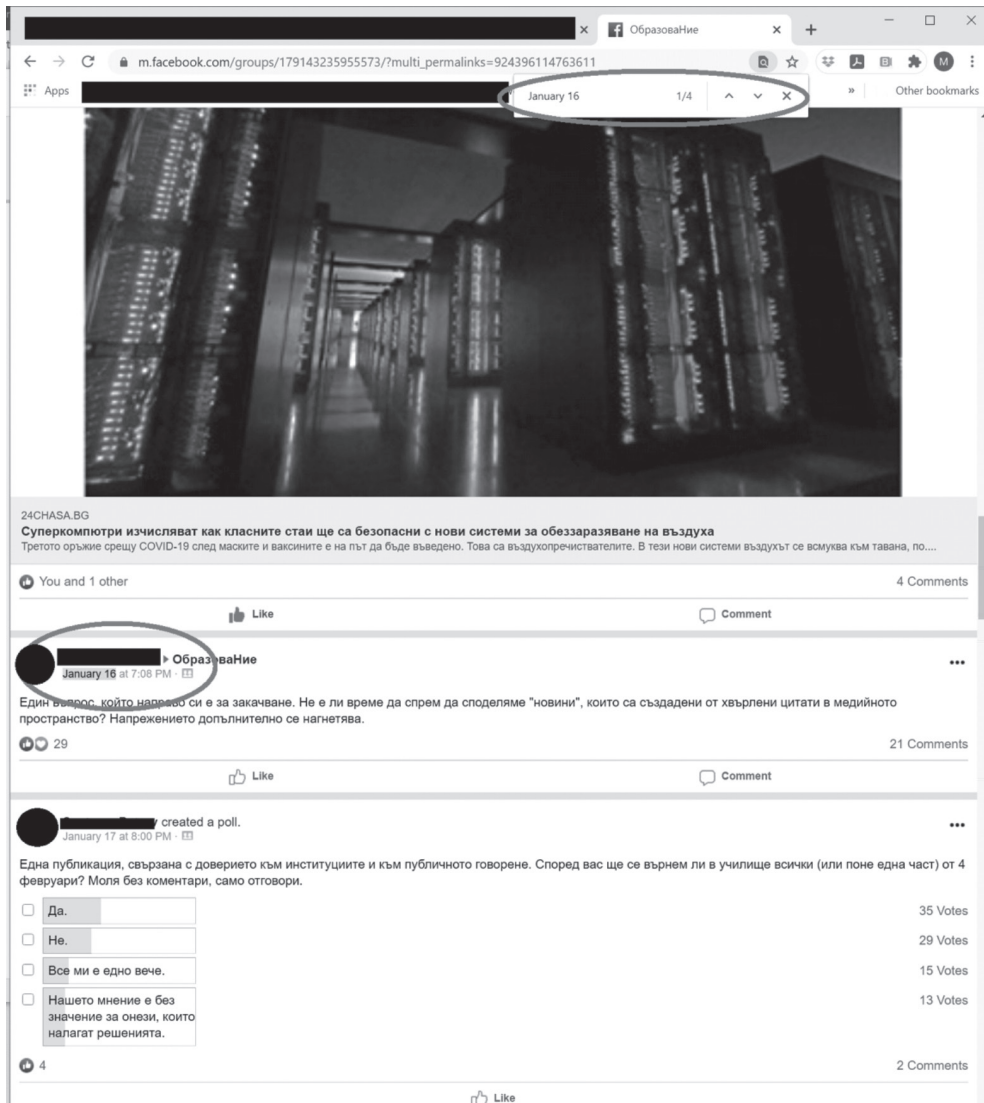 ОбразоваНие
m.facebook.com/groups/179143235955573/?multi_permalinks=924396114763611
M
Apps
January 16 1/4
» Other bookmarks
24CHASA.BG
Суперкомпютри изчисляват как класните стаи ще са безопасни с нови системи за обеззаразяване на въздуха
Третото оръжие срещу COVID-19 след маските и ваксините е на път да бъде въведено. Това са въздухопречиствателите. В тези нови системи въздухът се всмуква към тавана, по....
You and 1 other 4 Comments
Like Comment
ОбразоваНие
January 16 at 7:08 PM ·
Един въпрос, който направо си е за закачване. Не е ли време да спрем да споделяме "новини", които са създадени от хвърлени цитати в медийното
пространство? Напрежението допълнително се нагнетява.
29 21 Comments
Like Comment
created a poll.
January 17 at 8:00 PM ·
Една публикация, свързана с доверието към институциите и към публичното говорене. Според вас ще се върнем ли в училище всички (или поне една част) от 4
февруари? Моля без коментари, само отговори.
Да. 35 Votes
Не. 29 Votes
Все ми е едно вече. 15 Votes
Нашето мнение е без 13 Votes
значение за онези, които
налагат решенията.
4 2 Comments
Like